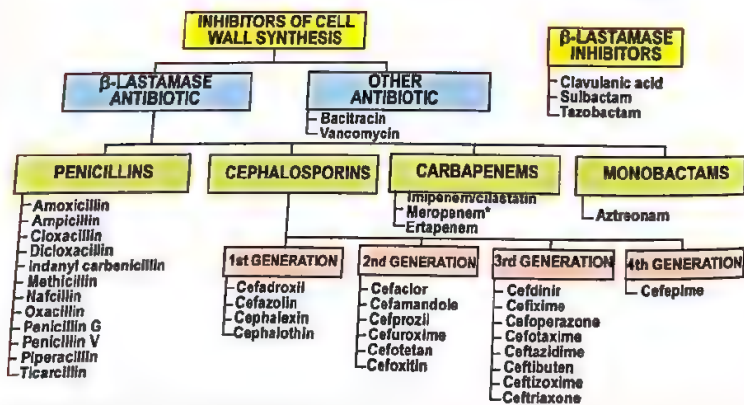 INHIBITORS OF CELL
WALL SYNTHESIS
β-LASTAMASE
INHIBITORS
Clavulanic acid
Sulbactam
Tazobactam
β-LASTAMASE
ANTIBIOTIC
OTHER
ANTIBIOTIC
Bacitracin
Vancomycin
PENICILLINS
CEPHALOSPORINS
CARBAPENEMS
MONOBACTAMS
Amoxicillin
Ampicillin
Cloxacillin
Dicloxacillin
Indanyl carbenicillin
Methicillin
Nafcillin
Oxacillin
Penicillin G
Penicillin V
Piperacillin
Ticarcillin
Imipenem/cilastatin
Meropenem*
Ertapenem
Aztreonam
1st GENERATION
Cefadroxil
Cefazolin
Cephalexin
Cephalothin
2nd GENERATION
Cefaclor
Cefamandole
Cefprozil
Cefuroxime
Cefotetan
Cefoxitin
3rd GENERATION
Cefdinir
Cefixime
Cefoperazone
Cefotaxime
Ceftazidime
Ceftibuten
Ceftizoxime
Ceftriaxone
4th GENERATION
Cefepime